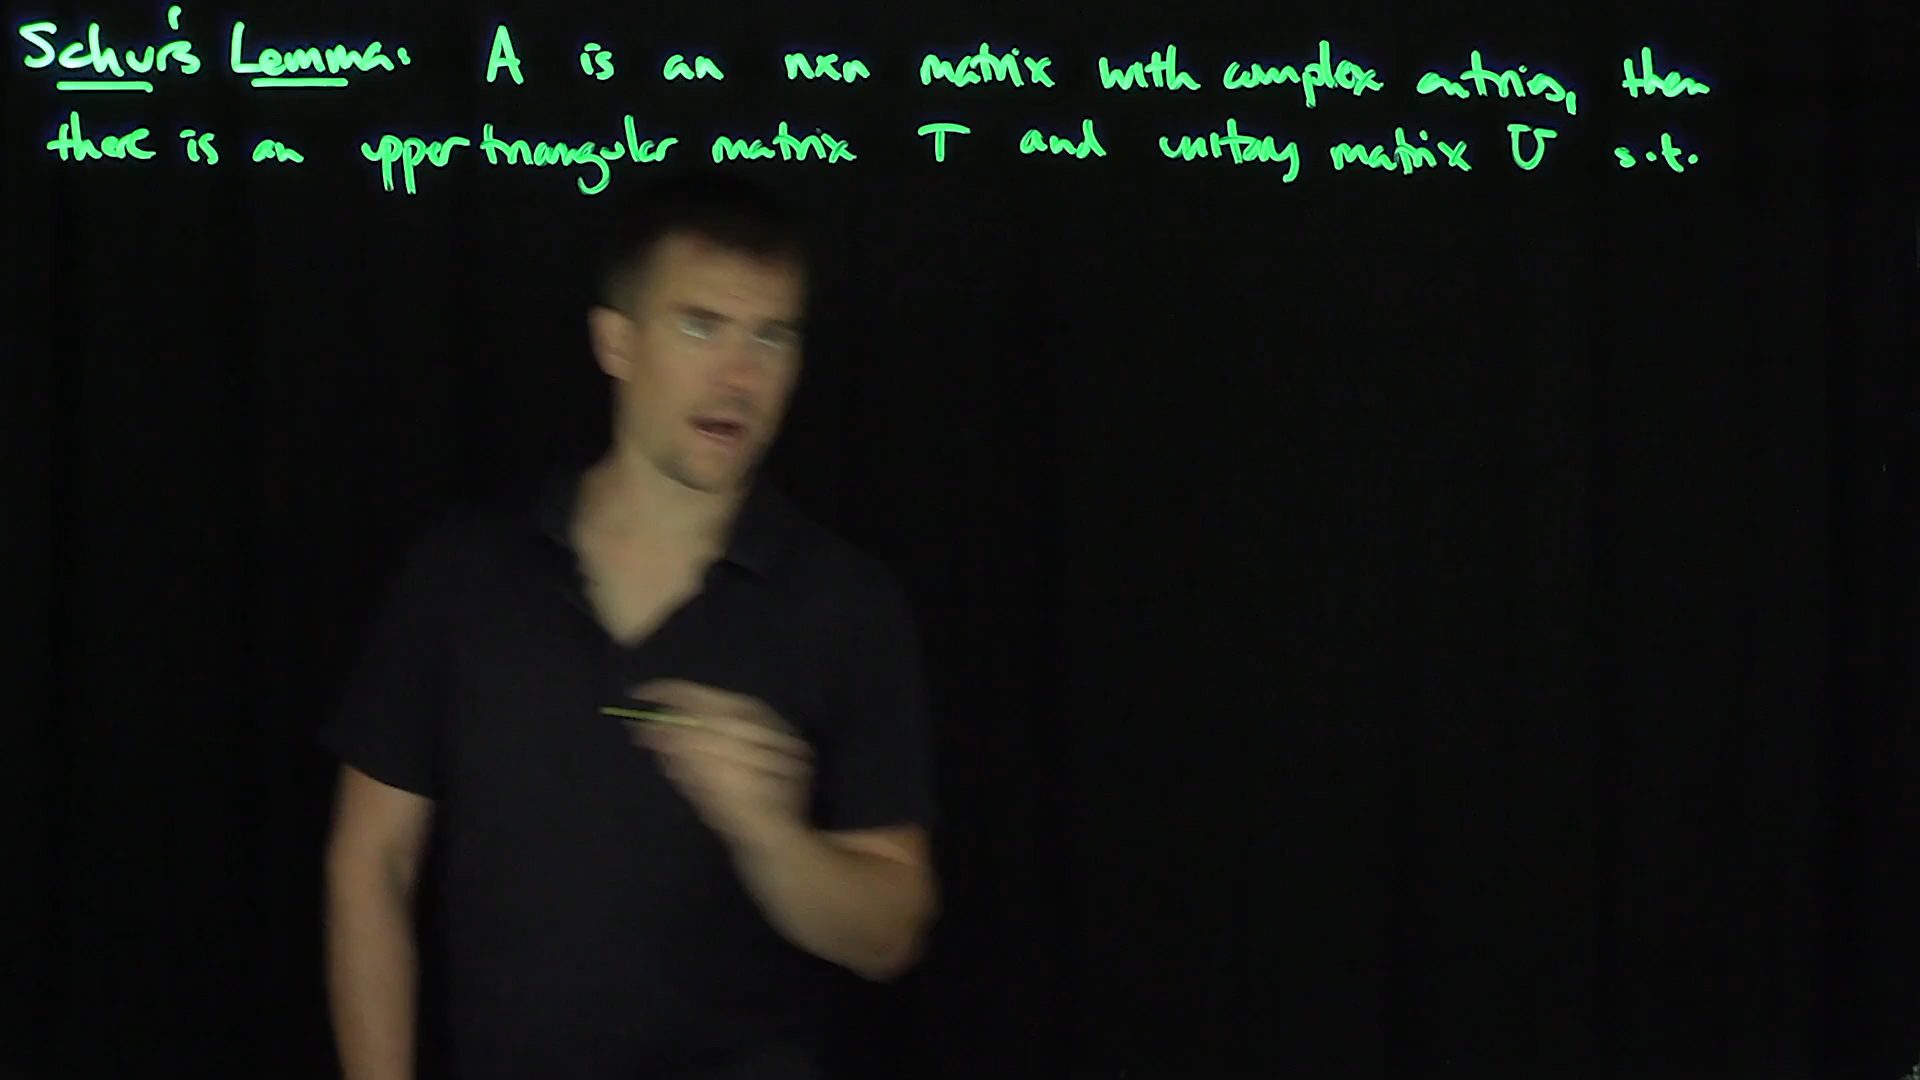 Schur's Lemma: A is an nxn matrix with complex entries, then
there is an upper triangular matrix T and unitary matrix U s.t.